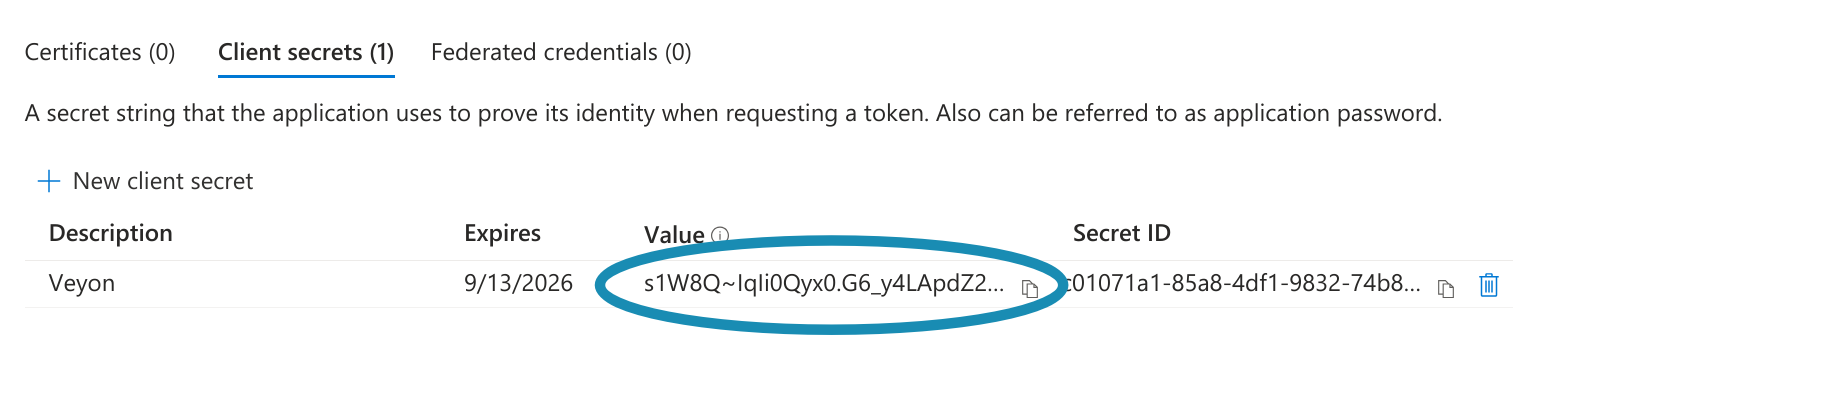 Certificates (0) Client secrets (1) Federated credentials (0)
A secret string that the application uses to prove its identity when requesting a token. Also can be referred to as application password.
New client secret
Description Expires Value Secret ID
Veyon 9/13/2026 s1W8Q~IqIi0Qyx0.G6_y4LApdZ2... c01071a1-85a8-4df1-9832-74b8...